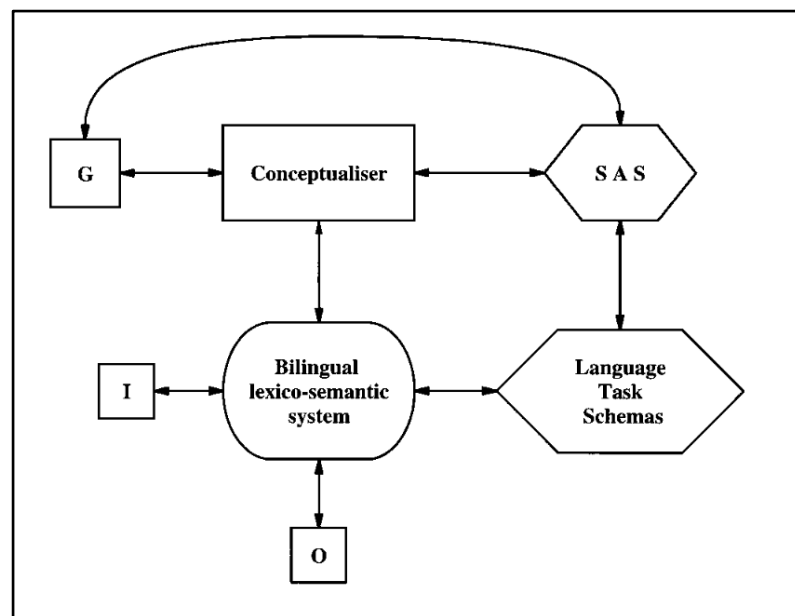 G
Conceptualiser
S A S
I
Bilingual
lexico-semantic
system
Language
Task
Schemas
O